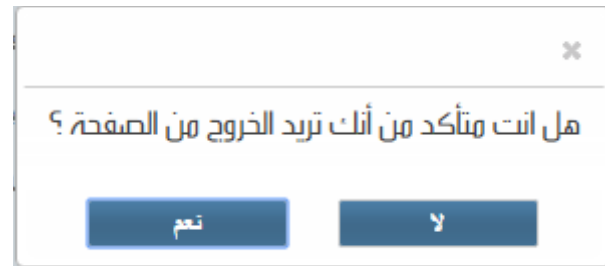 هل انت متأكد من أنك تريد الخروج من الصفحة ؟
لا
نعم